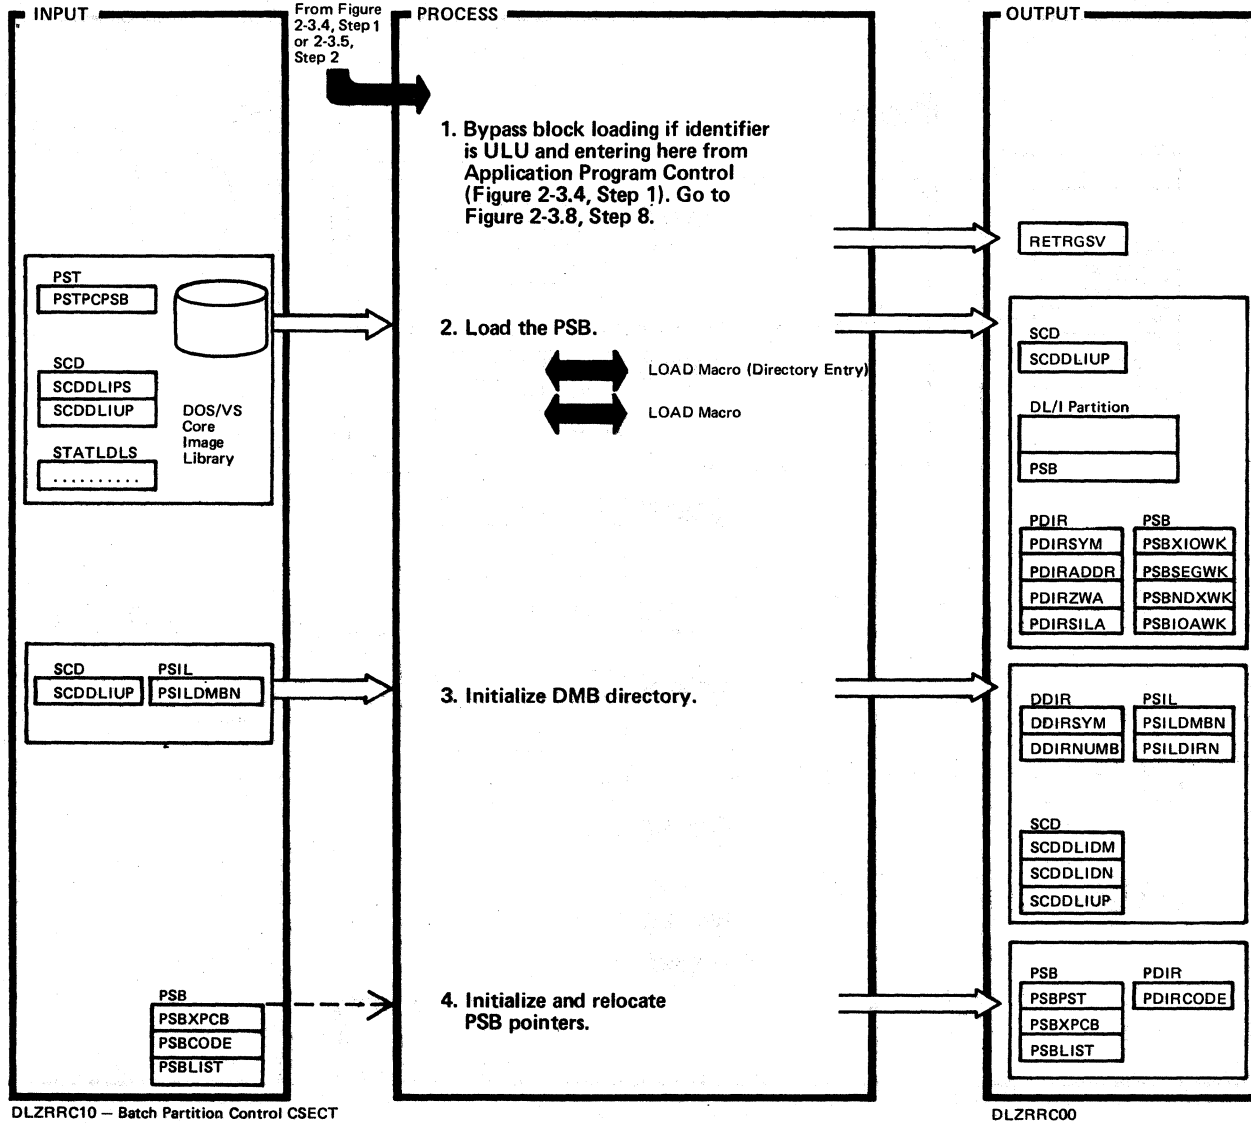 INPUT
From Figure
2-3.4, Step 1
or 2-3.5,
Step 2
PROCESS
OUTPUT
1. Bypass block loading if identifier
is ULU and entering here from
Application Program Control
(Figure 2-3.4, Step 1). Go to
Figure 2-3.8, Step 8.
RETRGSV
PST
PSTPCPSB
SCD
SCDDLIPS
SCDDLIUP
STATLDLS
..........
DOS/VS
Core
Image
Library
2. Load the PSB.
LOAD Macro (Directory Entry)
LOAD Macro
SCD
SCDDLIUP
DL/I Partition
PSB
PDIR
PDIRSYM
PDIRADDR
PDIRZWA
PDIRSILA
PSB
PSBXIOWK
PSBSEGWK
PSBNDXWK
PSBIOAWK
SCD
SCDDLIUP
PSIL
PSILDMBN
3. Initialize DMB directory.
DDIR
DDIRSYM
DDIRNUMB
PSIL
PSILDMBN
PSILDIRN
SCD
SCDDLIDM
SCDDLIDN
SCDDLIUP
PSB
PSBXPCB
PSBCODE
PSBLIST
4. Initialize and relocate
PSB pointers.
PSB
PSBPST
PSBXPCB
PSBLIST
PDIR
PDIRCODE
DLZRRC10 — Batch Partition Control CSECT
DLZRRC00